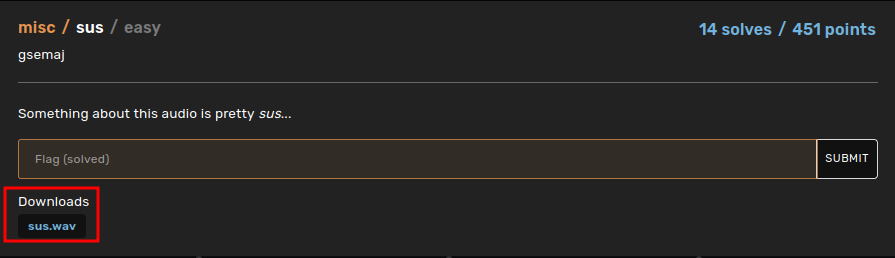 misc / sus / easy
14 solves / 451 points
gsemaj
Something about this audio is pretty sus...
Flag (solved)
SUBMIT
Downloads
sus.wav